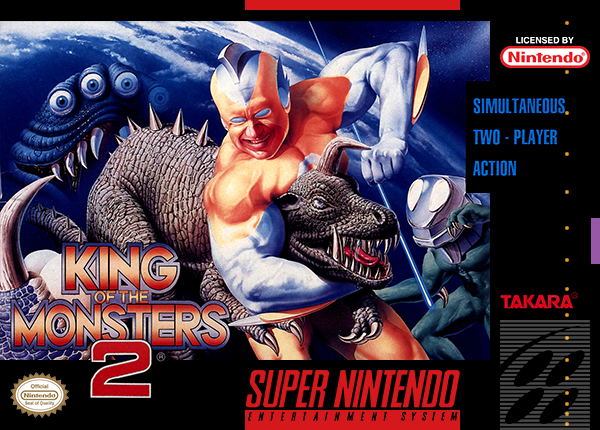 LICENSED BY
Nintendo®
SIMULTANEOUS
TWO - PLAYER
ACTION
KING
OF THE
MONSTERS
2®
TAKARA®
Official
Nintendo
Seal of Quality
SUPER NINTENDO
ENTERTAINMENT SYSTEM